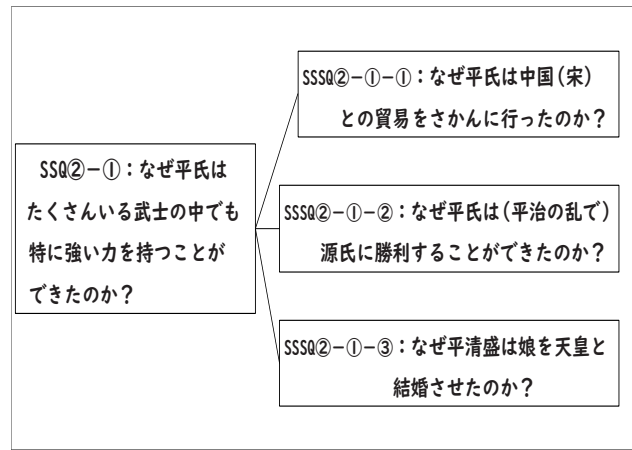 SSQ②-①：なぜ平氏は
たくさんいる武士の中でも
特に強い力を持つことが
できたのか？
SSSQ②-①-①：なぜ平氏は中国(宋)
との貿易をさかんに行ったのか？
SSSQ②-①-②：なぜ平氏は(平治の乱で)
源氏に勝利することができたのか？
SSSQ②-①-③：なぜ平清盛は娘を天皇と
結婚させたのか？